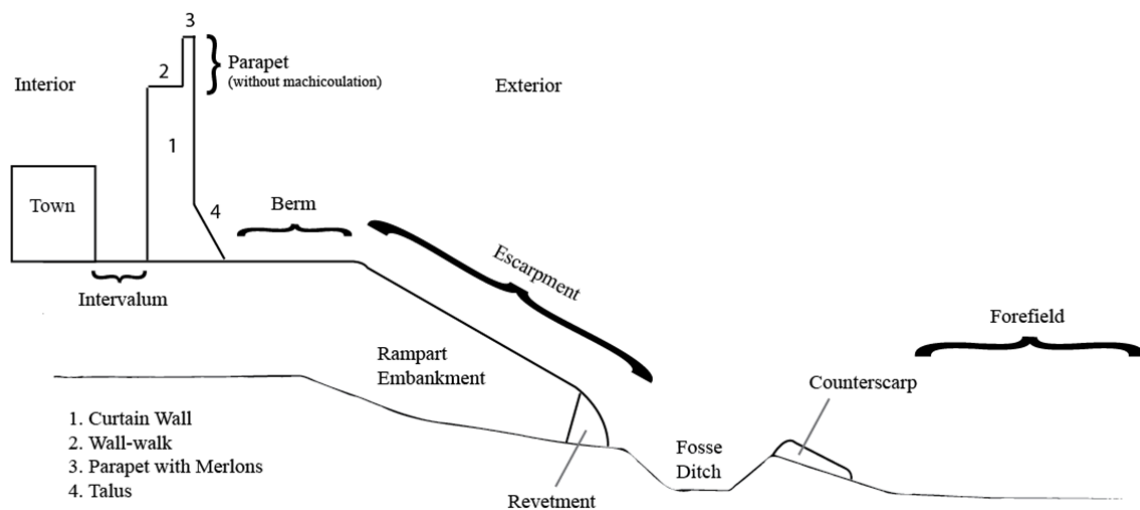 3
2
Parapet
(without machicoulation)
Interior
Exterior
1
Town
4
Berm
Escarpment
Intervalum
Forefield
Rampart
Embankment
Counterscarp
1. Curtain Wall
2. Wall-walk
3. Parapet with Merlons
4. Talus
Fosse
Ditch
Revetment